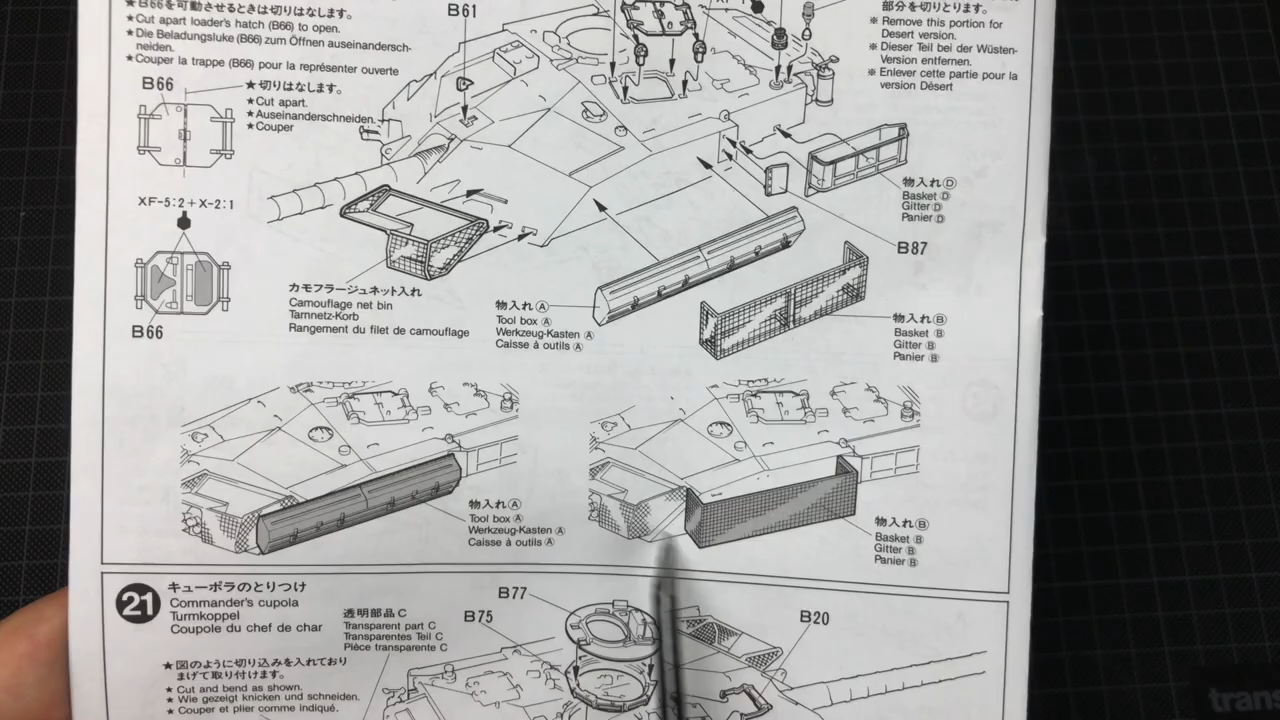 ★B66を可動させるときは切りはなします。
★Cut apart loader's hatch (B66) to open.
★Die Beladungsluke (B66) zum Öffnen auseinandersch-
neiden.
★Couper la trappe (B66) pour la représenter ouverte
B61
部分を切りとります。
※ Remove this portion for
Desert version.
※ Dieser Teil bei der Wüsten-
Version entfernen.
※ Enlever cette partie pour la
version Désert
B66
★切りはなします。
★Cut apart.
★Auseinanderschneiden.
★Couper
XF-5:2+X-2:1
B66
物入れⒹ
Basket Ⓓ
Gitter Ⓓ
Panier Ⓓ
B87
カモフラージュネット入れ
Camouflage net bin
Tarnnetz-Korb
Rangement du filet de camouflage
物入れⒶ
Tool box Ⓐ
Werkzeug-Kasten Ⓐ
Caisse à outils Ⓐ
物入れⒷ
Basket Ⓑ
Gitter Ⓑ
Panier Ⓑ
物入れⒶ
Tool box Ⓐ
Werkzeug-Kasten Ⓐ
Caisse à outils Ⓐ
物入れⒷ
Basket Ⓑ
Gitter Ⓑ
Panier Ⓑ
21
キューポラのとりつけ
Commander's cupola
Turmkoppel
Coupole du chef de char
透明部品C
Transparent part C
Transparentes Teil C
Pièce transparente C
B77
B75
B20
★図のように切り込みを入れており
まげて取り付けます。
★ Cut and bend as shown.
★ Wie gezeigt knicken und schneiden.
★ Couper et plier comme indiqué.
trans